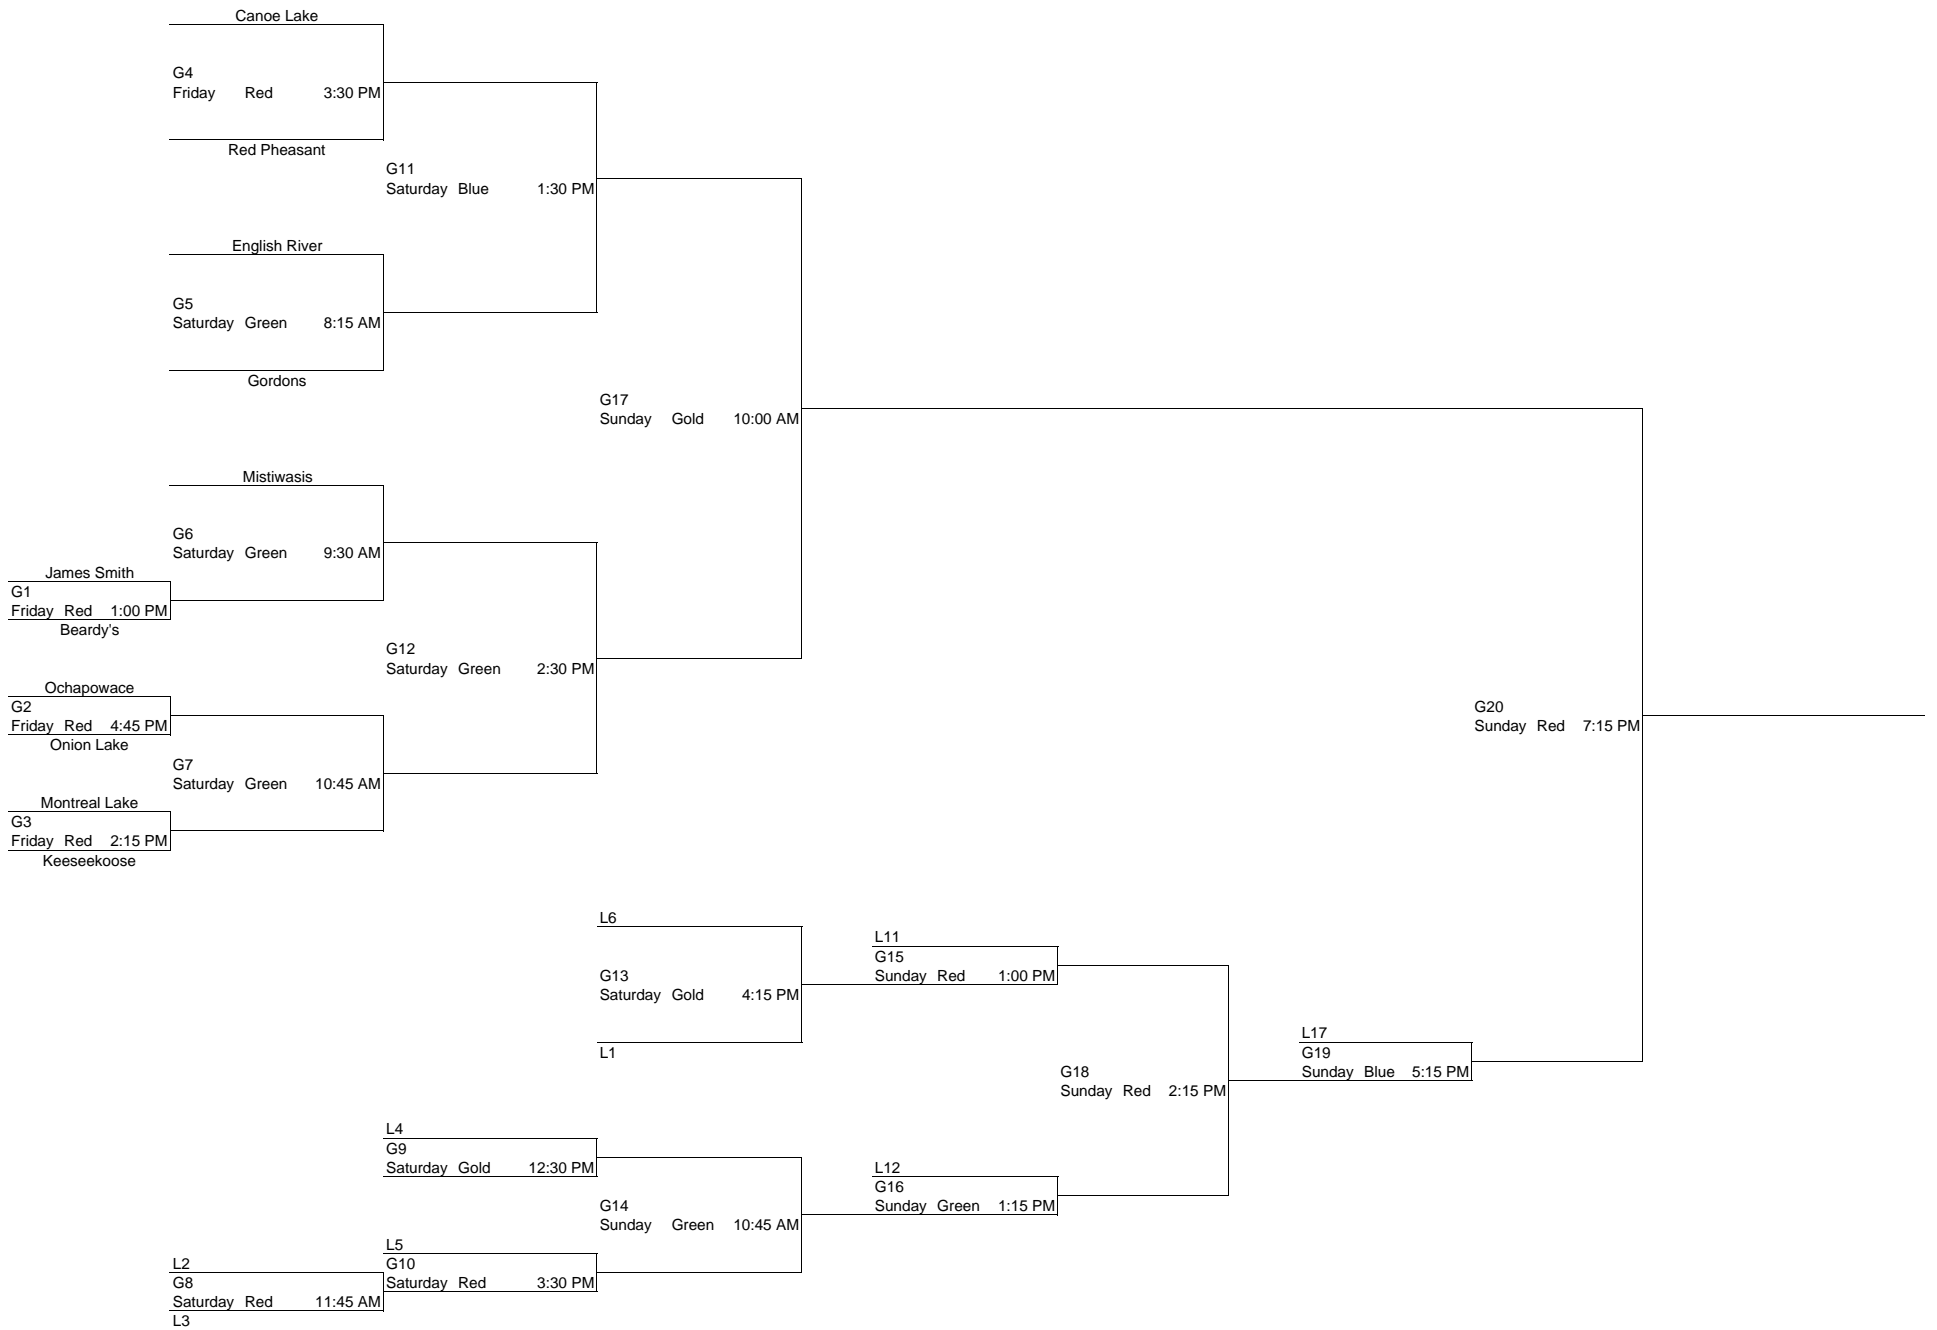 Canoe Lake
G4
Friday Red 3:30 PM
Red Pheasant
G11
Saturday Blue 1:30 PM
English River
G5
Saturday Green 8:15 AM
Gordons
G17
Sunday Gold 10:00 AM
Mistiwasis
G6
Saturday Green 9:30 AM
James Smith
G1
Friday Red 1:00 PM
Beardy's
G12
Saturday Green 2:30 PM
Ochapowace
G2
Friday Red 4:45 PM
Onion Lake
G20
Sunday Red 7:15 PM
G7
Saturday Green 10:45 AM
Montreal Lake
G3
Friday Red 2:15 PM
Keeseekoose
L6
L11
G15
Sunday Red 1:00 PM
G13
Saturday Gold 4:15 PM
L1
L17
G19
Sunday Blue 5:15 PM
G18
Sunday Red 2:15 PM
L4
G9
Saturday Gold 12:30 PM
L12
G16
Sunday Green 1:15 PM
G14
Sunday Green 10:45 AM
L5
G10
Saturday Red 3:30 PM
L2
G8
Saturday Red 11:45 AM
L3